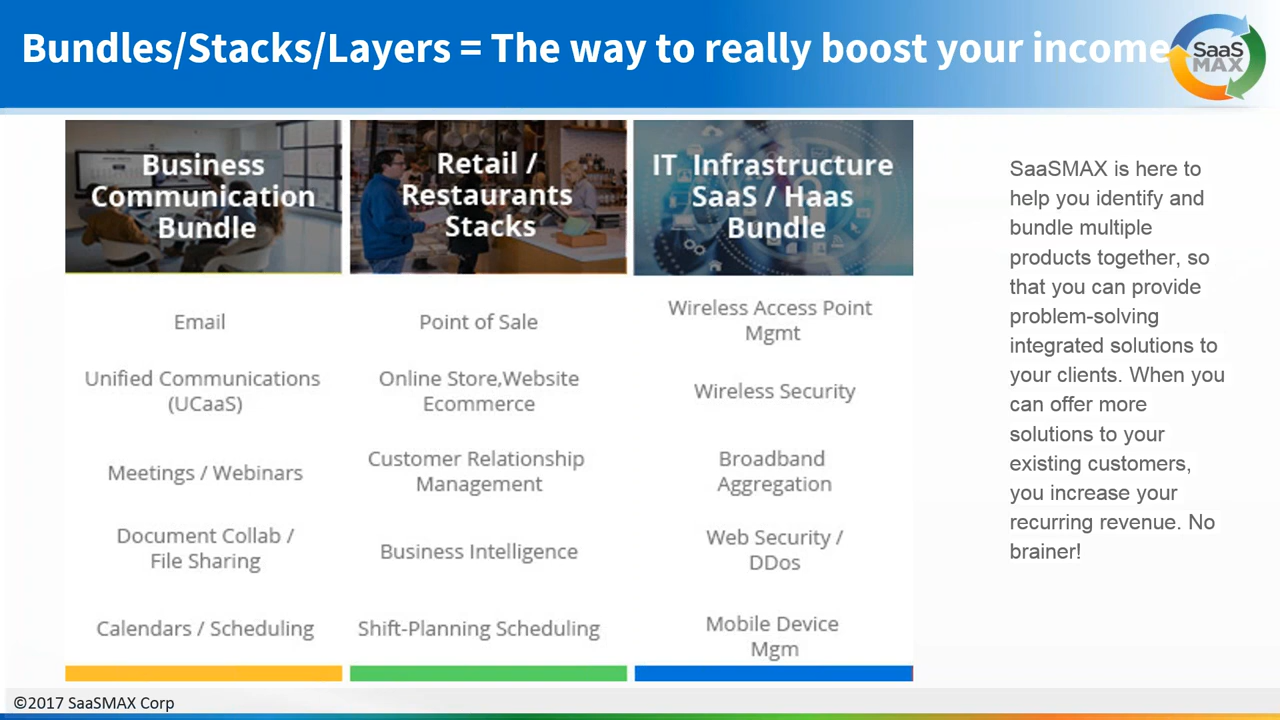 Bundles/Stacks/Layers = The way to really boost your income
SaaS
MAX
Business
Communication
Bundle
Email
Unified Communications
(UCaaS)
Meetings / Webinars
Document Collab /
File Sharing
Calendars / Scheduling
Retail /
Restaurants
Stacks
Point of Sale
Online Store,Website
Ecommerce
Customer Relationship
Management
Business Intelligence
Shift-Planning Scheduling
IT Infrastructure
SaaS / Haas
Bundle
Wireless Access Point
Mgmt
Wireless Security
Broadband
Aggregation
Web Security /
DDos
Mobile Device
Mgm
SaaSMAX is here to
help you identify and
bundle multiple
products together, so
that you can provide
problem-solving
integrated solutions to
your clients. When you
can offer more
solutions to your
existing customers,
you increase your
recurring revenue. No
brainer!
©2017 SaaSMAX Corp